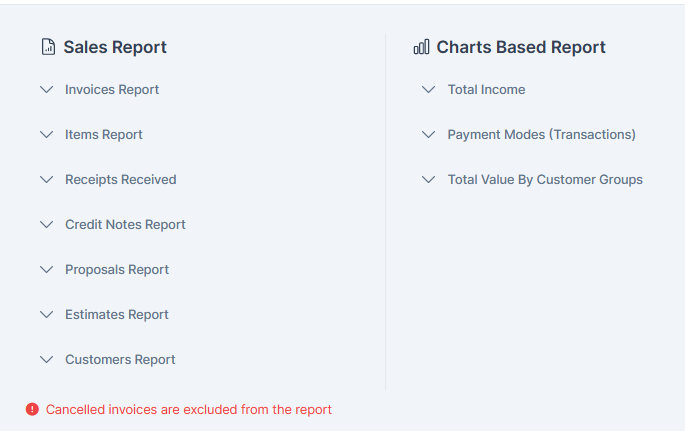 Sales Report
Invoices Report
Items Report
Receipts Received
Credit Notes Report
Proposals Report
Estimates Report
Customers Report
Charts Based Report
Total Income
Payment Modes (Transactions)
Total Value By Customer Groups
Cancelled invoices are excluded from the report